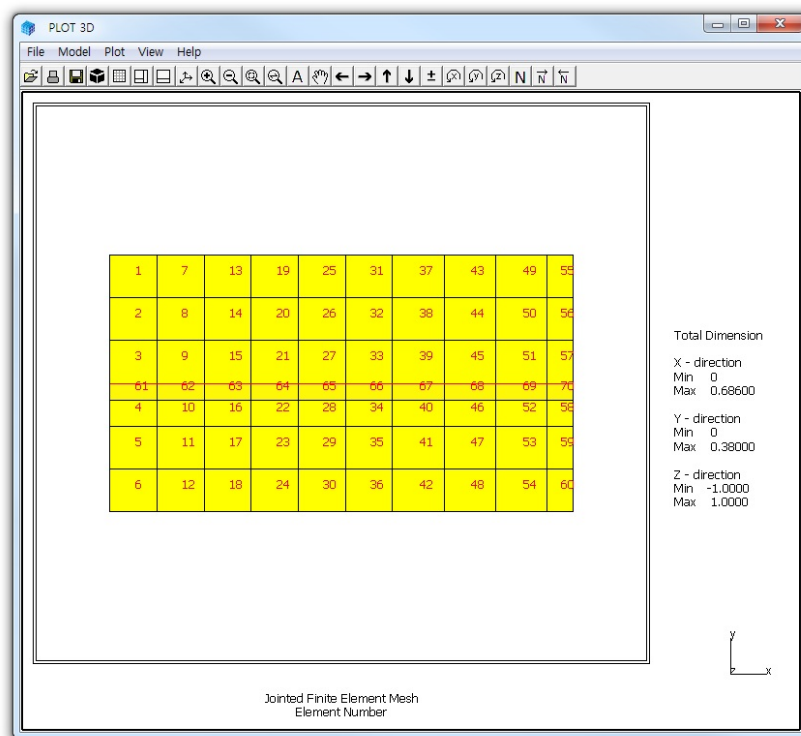 PLOT 3D
File Model Plot View Help
A N N N
1 7 13 19 25 31 37 43 49 55
2 8 14 20 26 32 38 44 50 56
3 9 15 21 27 33 39 45 51 57
61 62 63 64 65 66 67 68 69 70
4 10 16 22 28 34 40 46 52 58
5 11 17 23 29 35 41 47 53 59
6 12 18 24 30 36 42 48 54 60
Total Dimension
X - direction
Min 0
Max 0.68600
Y - direction
Min 0
Max 0.38000
Z - direction
Min -1.0000
Max 1.0000
y
z x
Jointed Finite Element Mesh
Element Number